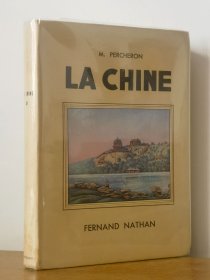 M. PERCHERON
LA CHINE
FERNAND NATHAN